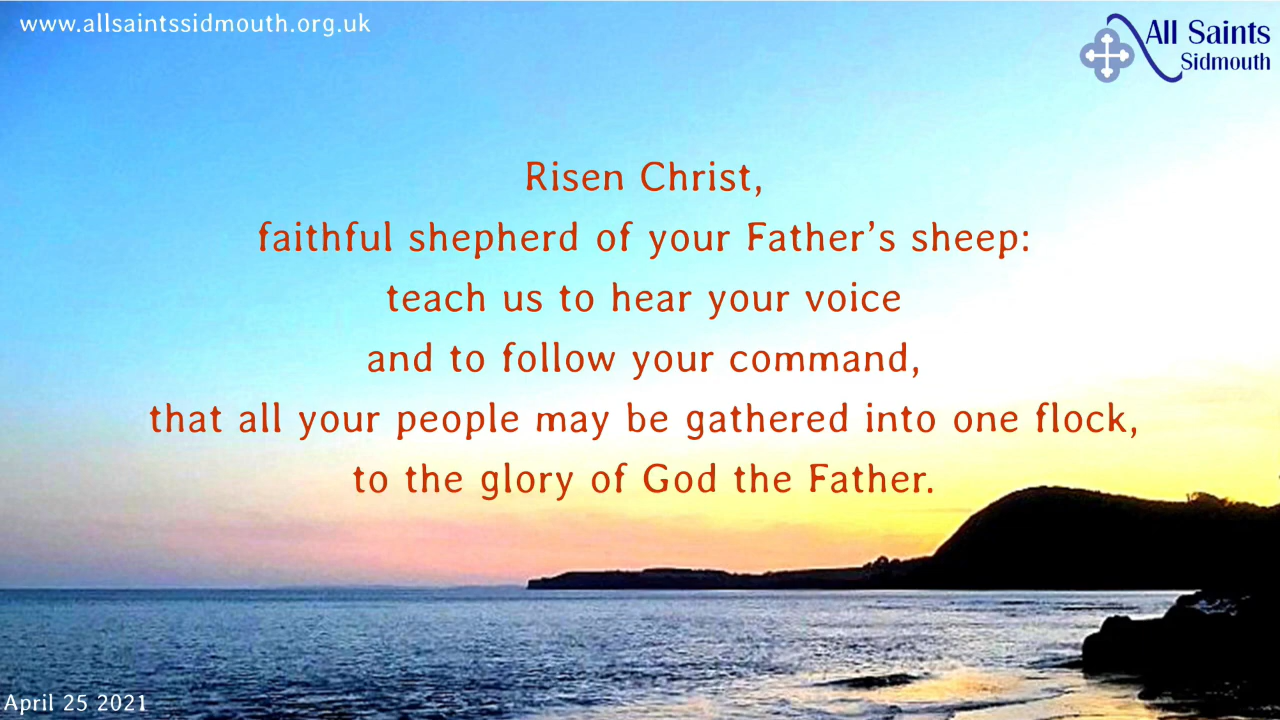 www.allsaintssidmouth.org.uk
All Saints
Sidmouth
Risen Christ,
faithful shepherd of your Father’s sheep:
teach us to hear your voice
and to follow your command,
that all your people may be gathered into one flock,
to the glory of God the Father.
April 25 2021